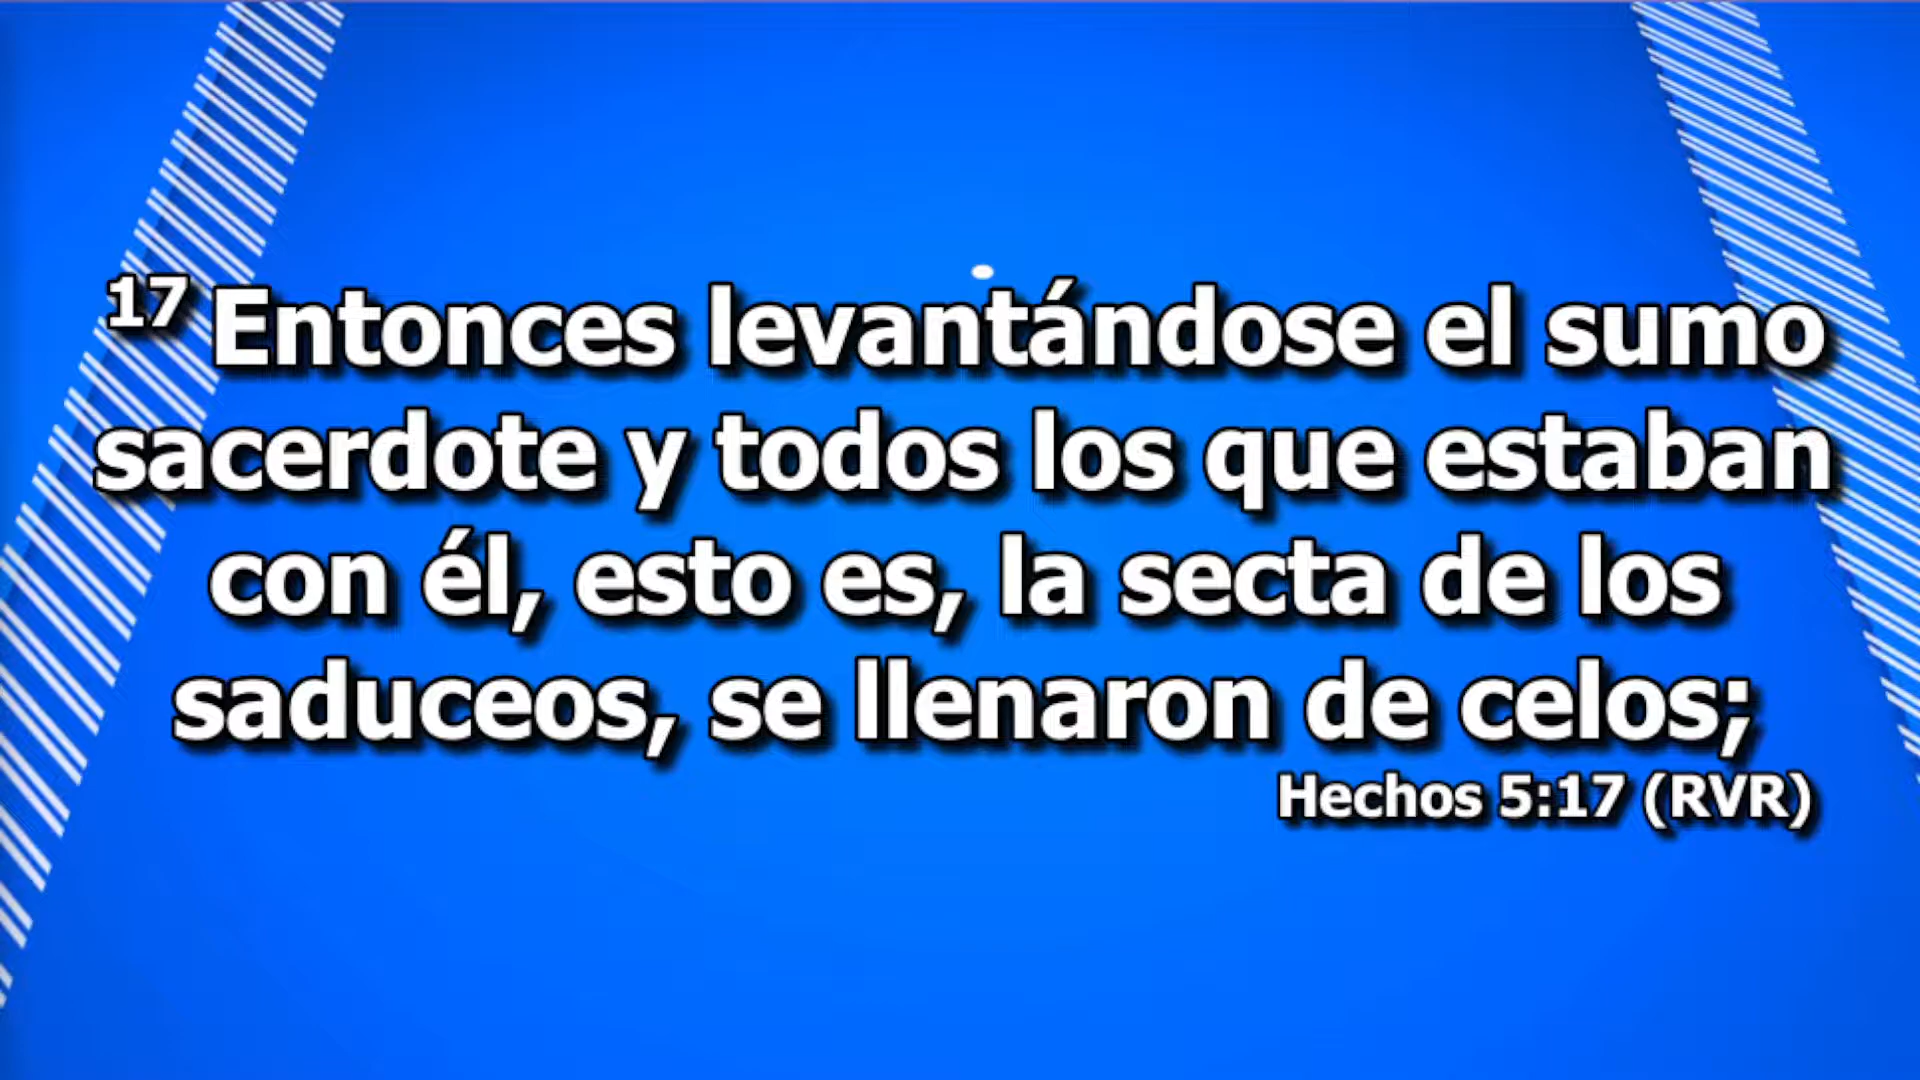 17 Entonces levantándose el sumo
sacerdote y todos los que estaban
con él, esto es, la secta de los
saduceos, se llenaron de celos;
Hechos 5:17 (RVR)